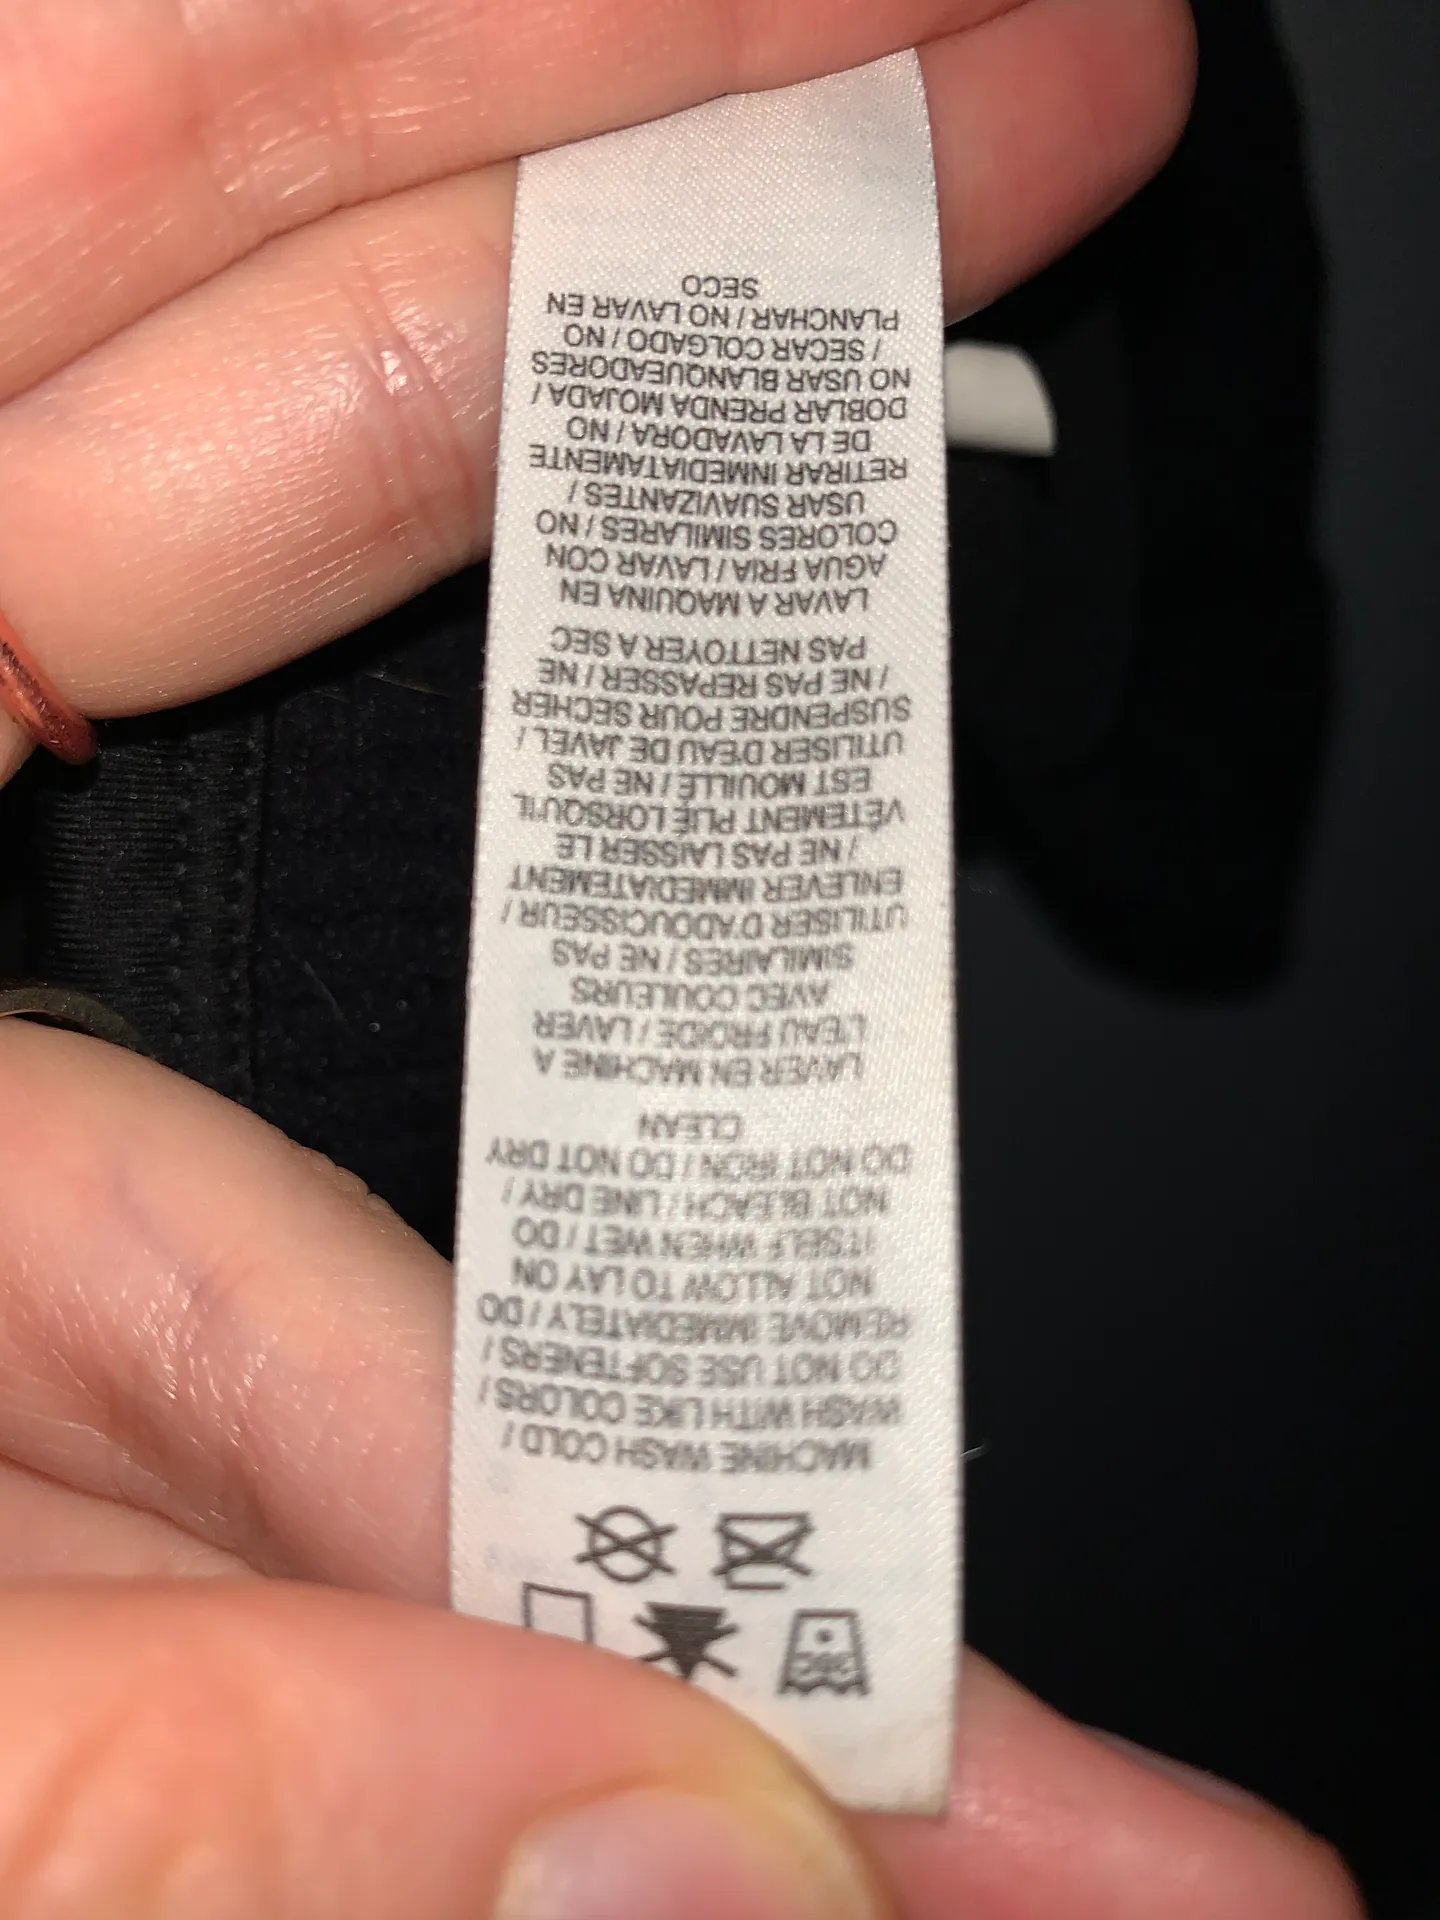 MACHINE WASH COLD /
WASH WITH LIKE COLORS /
DO NOT USE SOFTENERS /
REMOVE IMMEDIATELY / DO
NOT ALLOW TO LAY ON
ITSELF WHEN WET / DO
NOT BLEACH / LINE DRY /
DO NOT IRON / DO NOT DRY
CLEAN
LAVER EN MACHINE A
L'EAU FROIDE / LAVER
AVEC COULEURS
SIMILAIRES / NE PAS
UTILISER D'ADOUCISSEUR /
ENLEVER IMMÉDIATEMENT
/ NE PAS LAISSER LE
VÊTEMENT PLIÉ LORSQU'IL
EST MOUILLÉ / NE PAS
UTILISER D'EAU DE JAVEL /
SUSPENDRE POUR SECHER
/ NE PAS REPASSER / NE
PAS NETTOYER A SEC
LAVAR A MAQUINA EN
AGUA FRIA / LAVAR CON
COLORES SIMILARES / NO
USAR SUAVIZANTES /
RETIRAR INMEDIATAMENTE
DE LA LAVADORA / NO
DOBLAR PRENDA MOJADA /
NO USAR BLANQUEADORES
/ SECAR COLGADO / NO
PLANCHAR / NO LAVAR EN
SECO